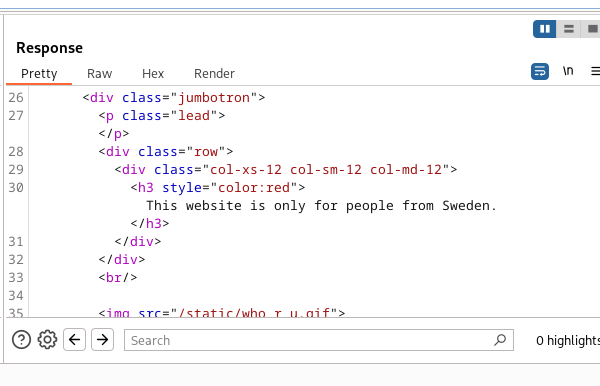 Response
Pretty Raw Hex Render
\n
26 <div class="jumbotron">
27 <p class="lead">
</p>
28 <div class="row">
29 <div class="col-xs-12 col-sm-12 col-md-12">
30 <h3 style="color:red">
This website is only for people from Sweden.
</h3>
31 </div>
32 </div>
33 <br/>
34
35 <img src="/static/who_r_u.gif">
Search
0 highlights